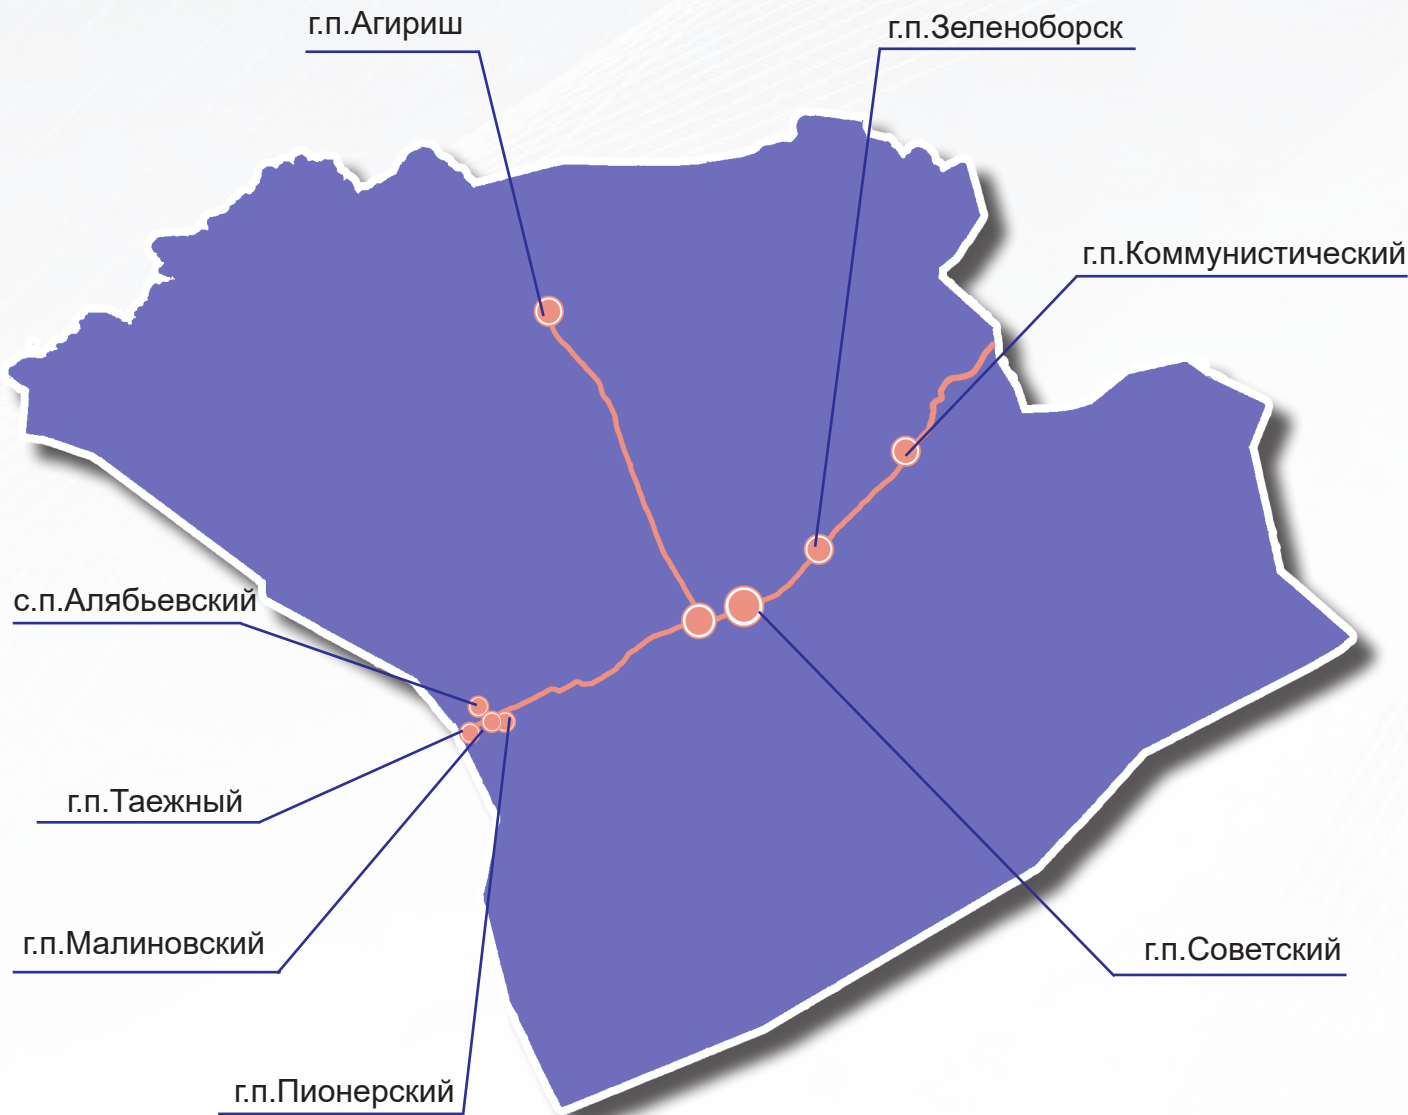 г.п.Агириш
г.п.Зеленоборск
г.п.Коммунистический
с.п.Алябьевский
г.п.Таежный
г.п.Малиновский
г.п.Советский
г.п.Пионерский